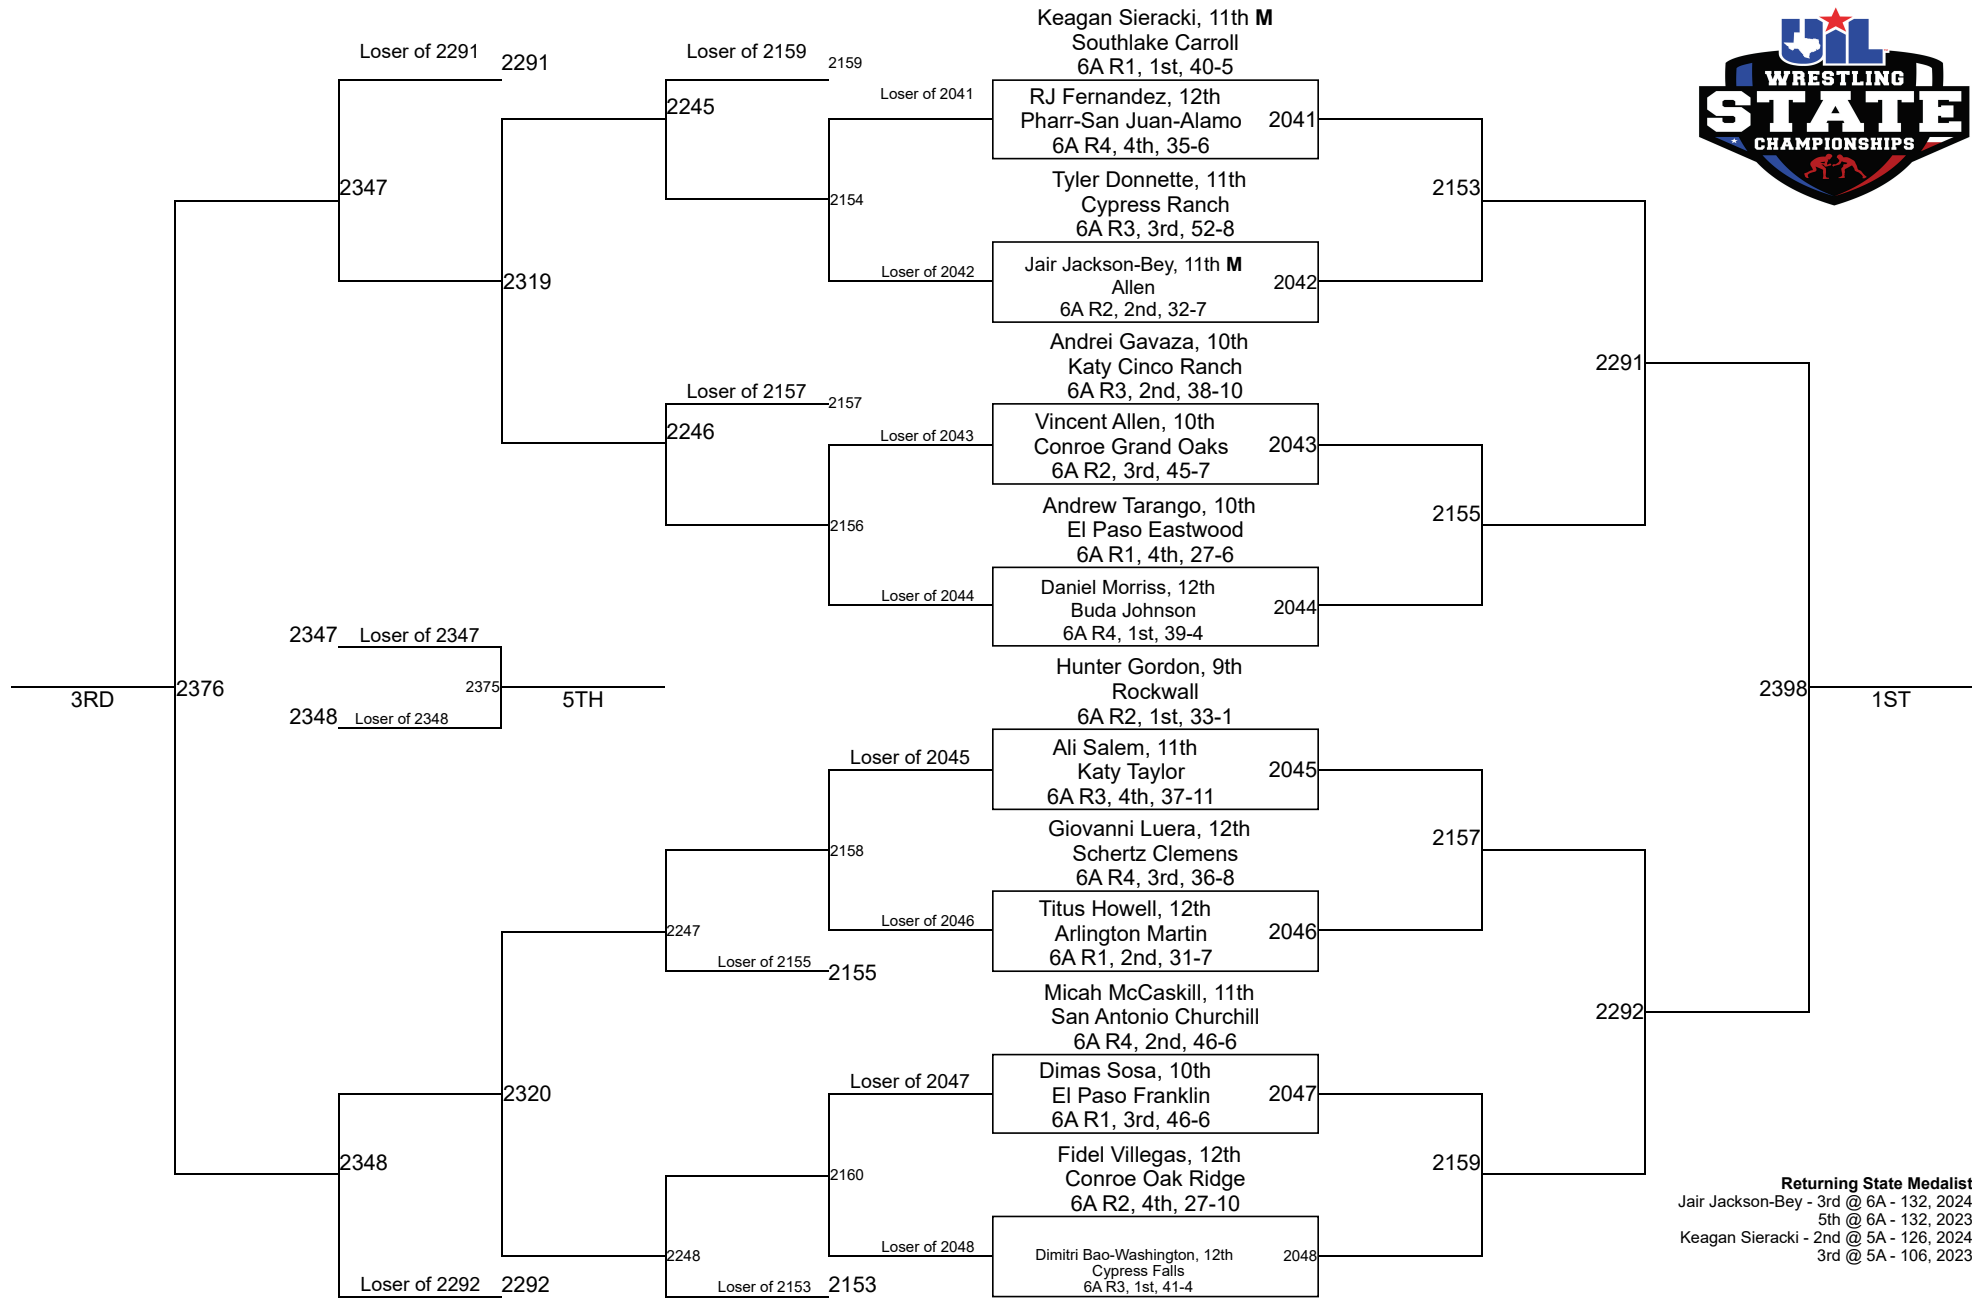 Keagan Sieracki, 11th M
Southlake Carroll
6A R1, 1st, 40-5
RJ Fernandez, 12th
Pharr-San Juan-Alamo
6A R4, 4th, 35-6
2041
Tyler Donnette, 11th
Cypress Ranch
6A R3, 3rd, 52-8
Jair Jackson-Bey, 11th M
Allen
6A R2, 2nd, 32-7
2042
Andrei Gavaza, 10th
Katy Cinco Ranch
6A R3, 2nd, 38-10
Vincent Allen, 10th
Conroe Grand Oaks
6A R2, 3rd, 45-7
2043
Andrew Tarango, 10th
El Paso Eastwood
6A R1, 4th, 27-6
Daniel Morriss, 12th
Buda Johnson
6A R4, 1st, 39-4
2044
Hunter Gordon, 9th
Rockwall
6A R2, 1st, 33-1
Ali Salem, 11th
Katy Taylor
6A R3, 4th, 37-11
2045
Giovanni Luera, 12th
Schertz Clemens
6A R4, 3rd, 36-8
Titus Howell, 12th
Arlington Martin
6A R1, 2nd, 31-7
2046
Micah McCaskill, 11th
San Antonio Churchill
6A R4, 2nd, 46-6
Dimas Sosa, 10th
El Paso Franklin
6A R1, 3rd, 46-6
2047
Fidel Villegas, 12th
Conroe Oak Ridge
6A R2, 4th, 27-10
Dimitri Bao-Washington, 12th
Cypress Falls
6A R3, 1st, 41-4
2048
2153
2155
2157
2159
2291
2292
2398
1ST
Loser of 2041
Loser of 2042
Loser of 2043
Loser of 2044
Loser of 2045
Loser of 2046
Loser of 2047
Loser of 2048
2154
2156
2158
2160
Loser of 2159
2159
2245
Loser of 2157
2157
2246
2247
Loser of 2155
2155
2248
Loser of 2153
2153
2319
2320
Loser of 2291
2291
2347
2348
Loser of 2292
2292
2376
3RD
2347
Loser of 2347
2348
Loser of 2348
2375
5TH
UIL
WRESTLING
STATE
CHAMPIONSHIPS
Returning State Medalist
Jair Jackson-Bey - 3rd @ 6A - 132, 2024
5th @ 6A - 132, 2023
Keagan Sieracki - 2nd @ 5A - 126, 2024
3rd @ 5A - 106, 2023